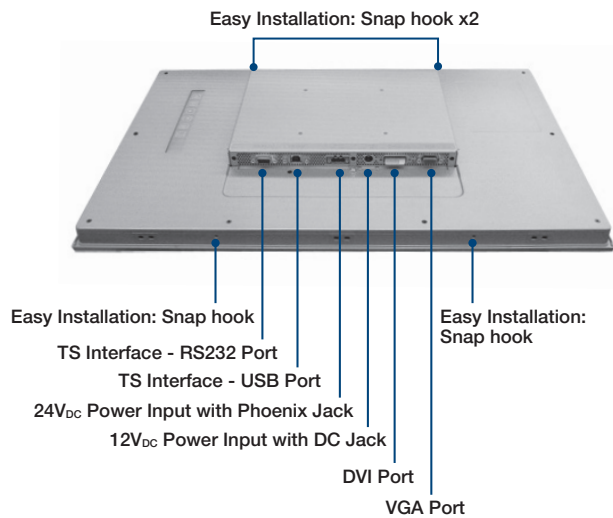 Easy Installation: Snap hook x2
Easy Installation: Snap hook
Easy Installation:
Snap hook
TS Interface - RS232 Port
TS Interface - USB Port
24VDC Power Input with Phoenix Jack
12VDC Power Input with DC Jack
DVI Port
VGA Port